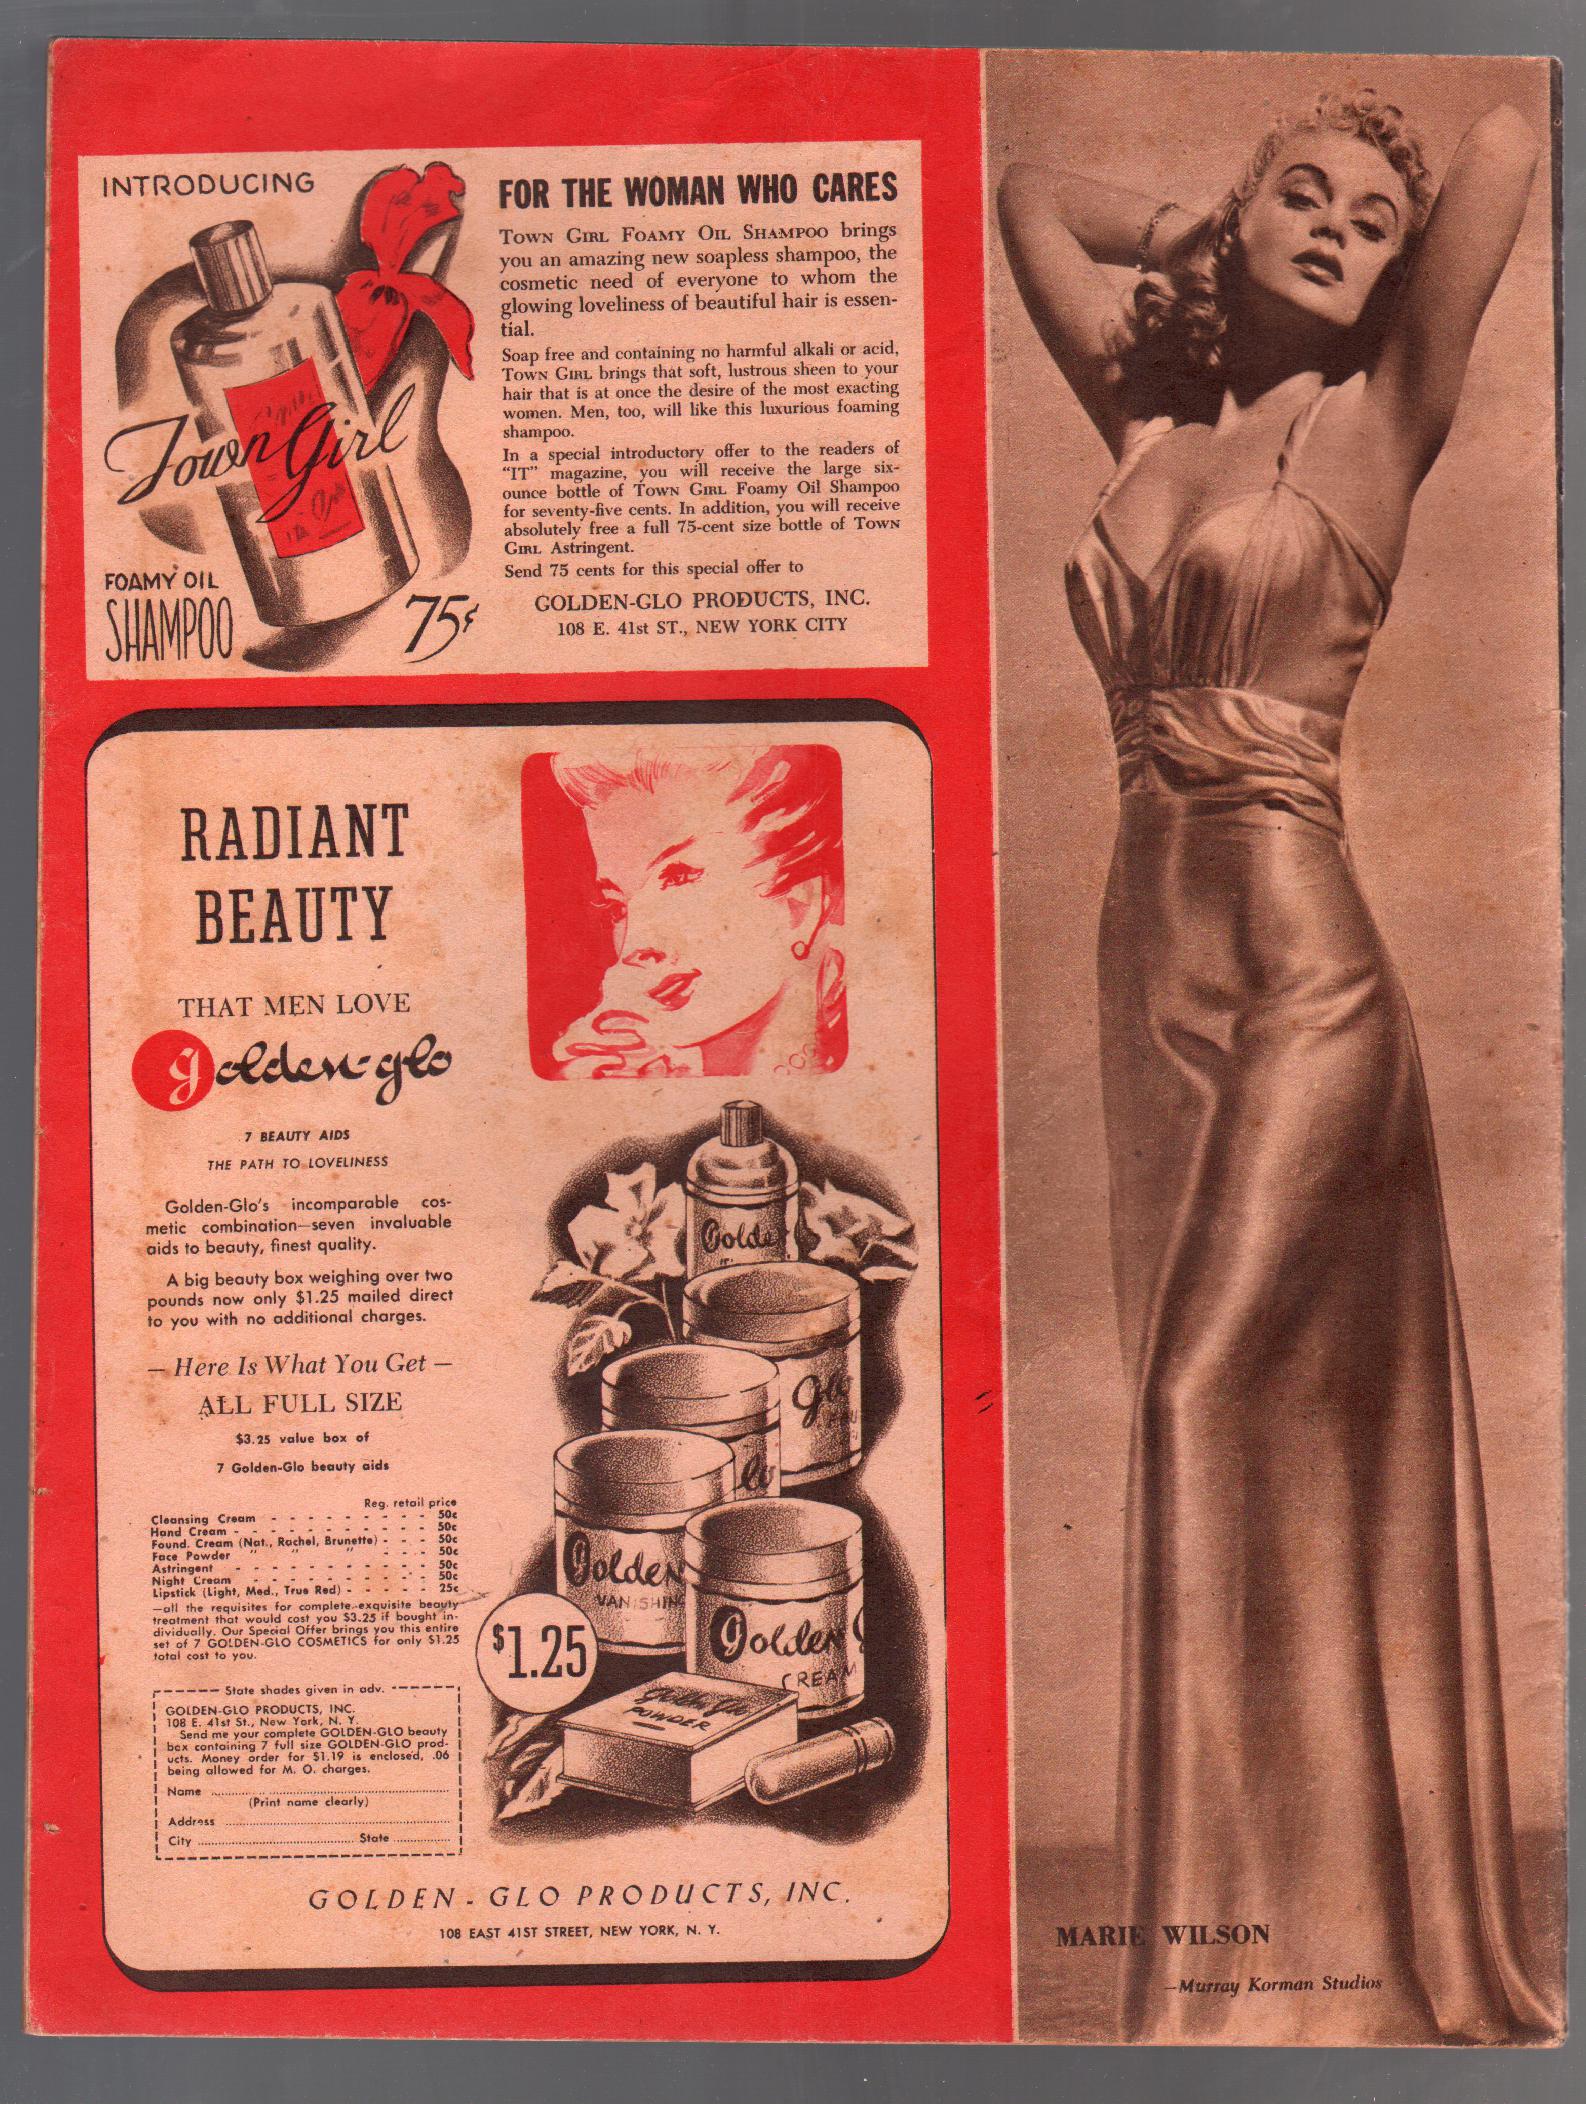 INTRODUCING
Town Girl
FOAMY OIL
SHAMPOO
75¢
FOR THE WOMAN WHO CARES
TOWN GIRL FOAMY OIL SHAMPOO brings
you an amazing new soapless shampoo, the
cosmetic need of everyone to whom the
glowing loveliness of beautiful hair is essen-
tial.
Soap free and containing no harmful alkali or acid,
TOWN GIRL brings that soft, lustrous sheen to your
hair that is at once the desire of the most exacting
women. Men, too, will like this luxurious foaming
shampoo.
In a special introductory offer to the readers of
"IT" magazine, you will receive the large six-
ounce bottle of TOWN GIRL Foamy Oil Shampoo
for seventy-five cents. In addition, you will receive
absolutely free a full 75-cent size bottle of TOWN
GIRL Astringent.
Send 75 cents for this special offer to
GOLDEN-GLO PRODUCTS, INC.
108 E. 41st ST., NEW YORK CITY
RADIANT
BEAUTY
THAT MEN LOVE
golden-glo
7 BEAUTY AIDS
THE PATH TO LOVELINESS
Golden-Glo's incomparable cos-
metic combination—seven invaluable
aids to beauty, finest quality.
A big beauty box weighing over two
pounds now only $1.25 mailed direct
to you with no additional charges.
— Here Is What You Get —
ALL FULL SIZE
$3.25 value box of
7 Golden-Glo beauty aids
Reg. retail price
Cleansing Cream - - - - - - - - - 50c
Hand Cream - - - - - - - - - - 50c
Found. Cream (Nat., Rachel, Brunette) - - - 50c
Face Powder " " " - - - 50c
Astringent - - - - - - - - - - 50c
Night Cream - - - - - - - - - 50c
Lipstick (Light, Med., True Red) - - - - - 25c
—all the requisites for complete exquisite beauty
treatment that would cost you $3.25 if bought in-
dividually. Our Special Offer brings you this entire
set of 7 GOLDEN-GLO COSMETICS for only $1.25
total cost to you.
State shades given in adv.
GOLDEN-GLO PRODUCTS, INC.
108 E. 41st St., New York, N. Y.
Send me your complete GOLDEN-GLO beauty
box containing 7 full size GOLDEN-GLO prod-
ucts. Money order for $1.19 is enclosed, .06
being allowed for M. O. charges.
Name
(Print name clearly)
Address
City State
Golde
Glo
lo
Golden
VANISHING
Golden G
CREAM
$1.25
Golden Glo
POWDER
GOLDEN-GLO PRODUCTS, INC.
108 EAST 41ST STREET, NEW YORK, N. Y.
MARIE WILSON
—Murray Korman Studios